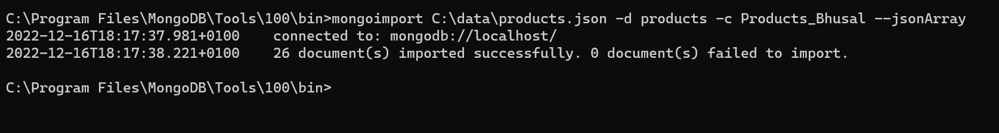 C:\Program Files\MongoDB\Tools\100\bin>mongoimport C:\data\products.json -d products -c Products_Bhusal --jsonArray
2022-12-16T18:17:37.981+0100    connected to: mongodb://localhost/
2022-12-16T18:17:38.221+0100    26 document(s) imported successfully. 0 document(s) failed to import.
C:\Program Files\MongoDB\Tools\100\bin>